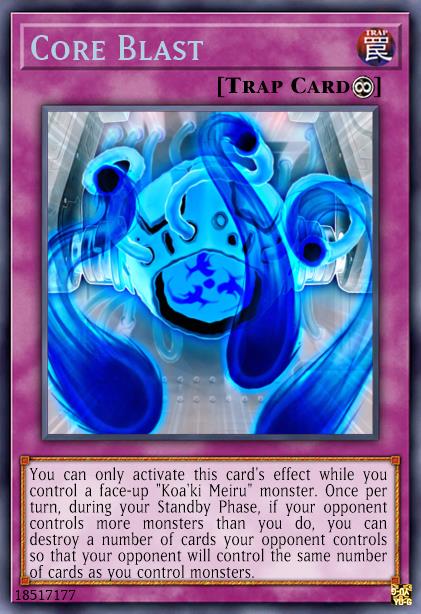 Core Blast
TRAP
罠
[Trap Card]
You can only activate this card's effect while you
control a face-up "Koa'ki Meiru" monster. Once per
turn, during your Standby Phase, if your opponent
controls more monsters than you do, you can
destroy a number of cards your opponent controls
so that your opponent will control the same number
of cards as you control monsters.
18517177